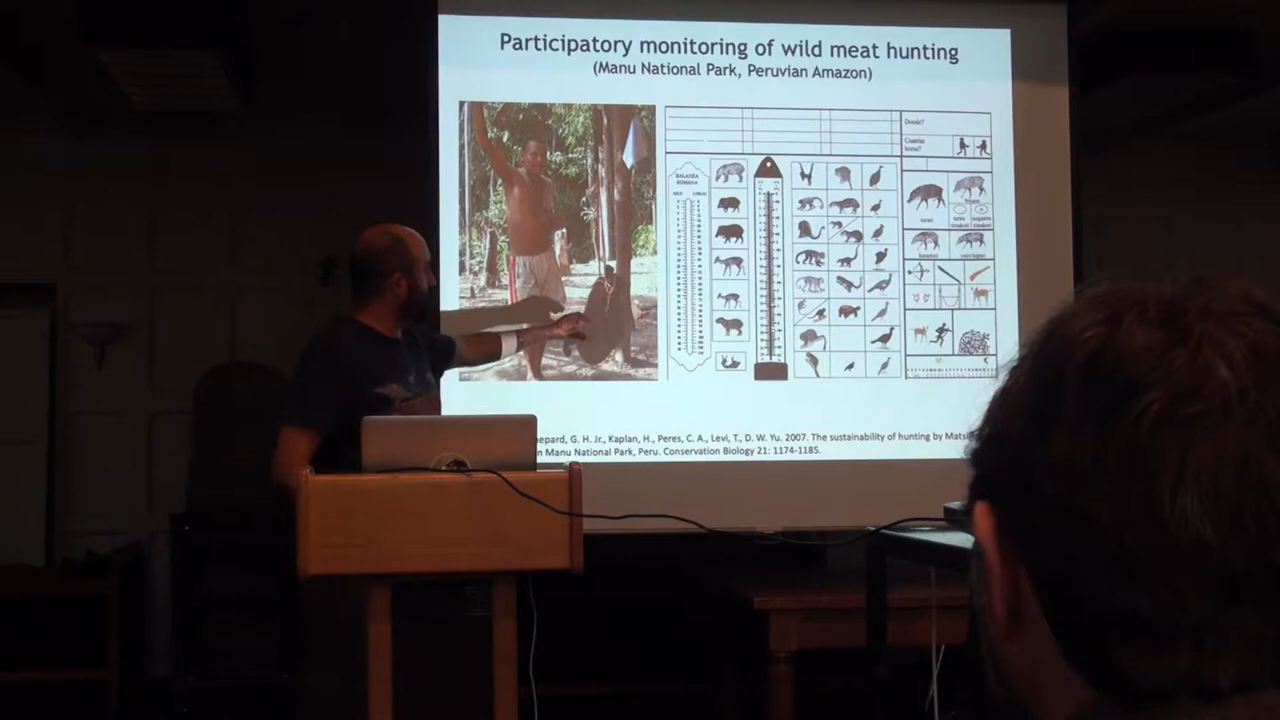 Participatory monitoring of wild meat hunting
(Manu National Park, Peruvian Amazon)
Donde?
Cuantas
horas?
BALANZA
ROMANA
hepard, G. H. Jr., Kaplan, H., Peres, C. A., Levi, T., D. W. Yu. 2007. The sustainability of hunting by Mats
n Manu National Park, Peru. Conservation Biology 21: 1174-1185.